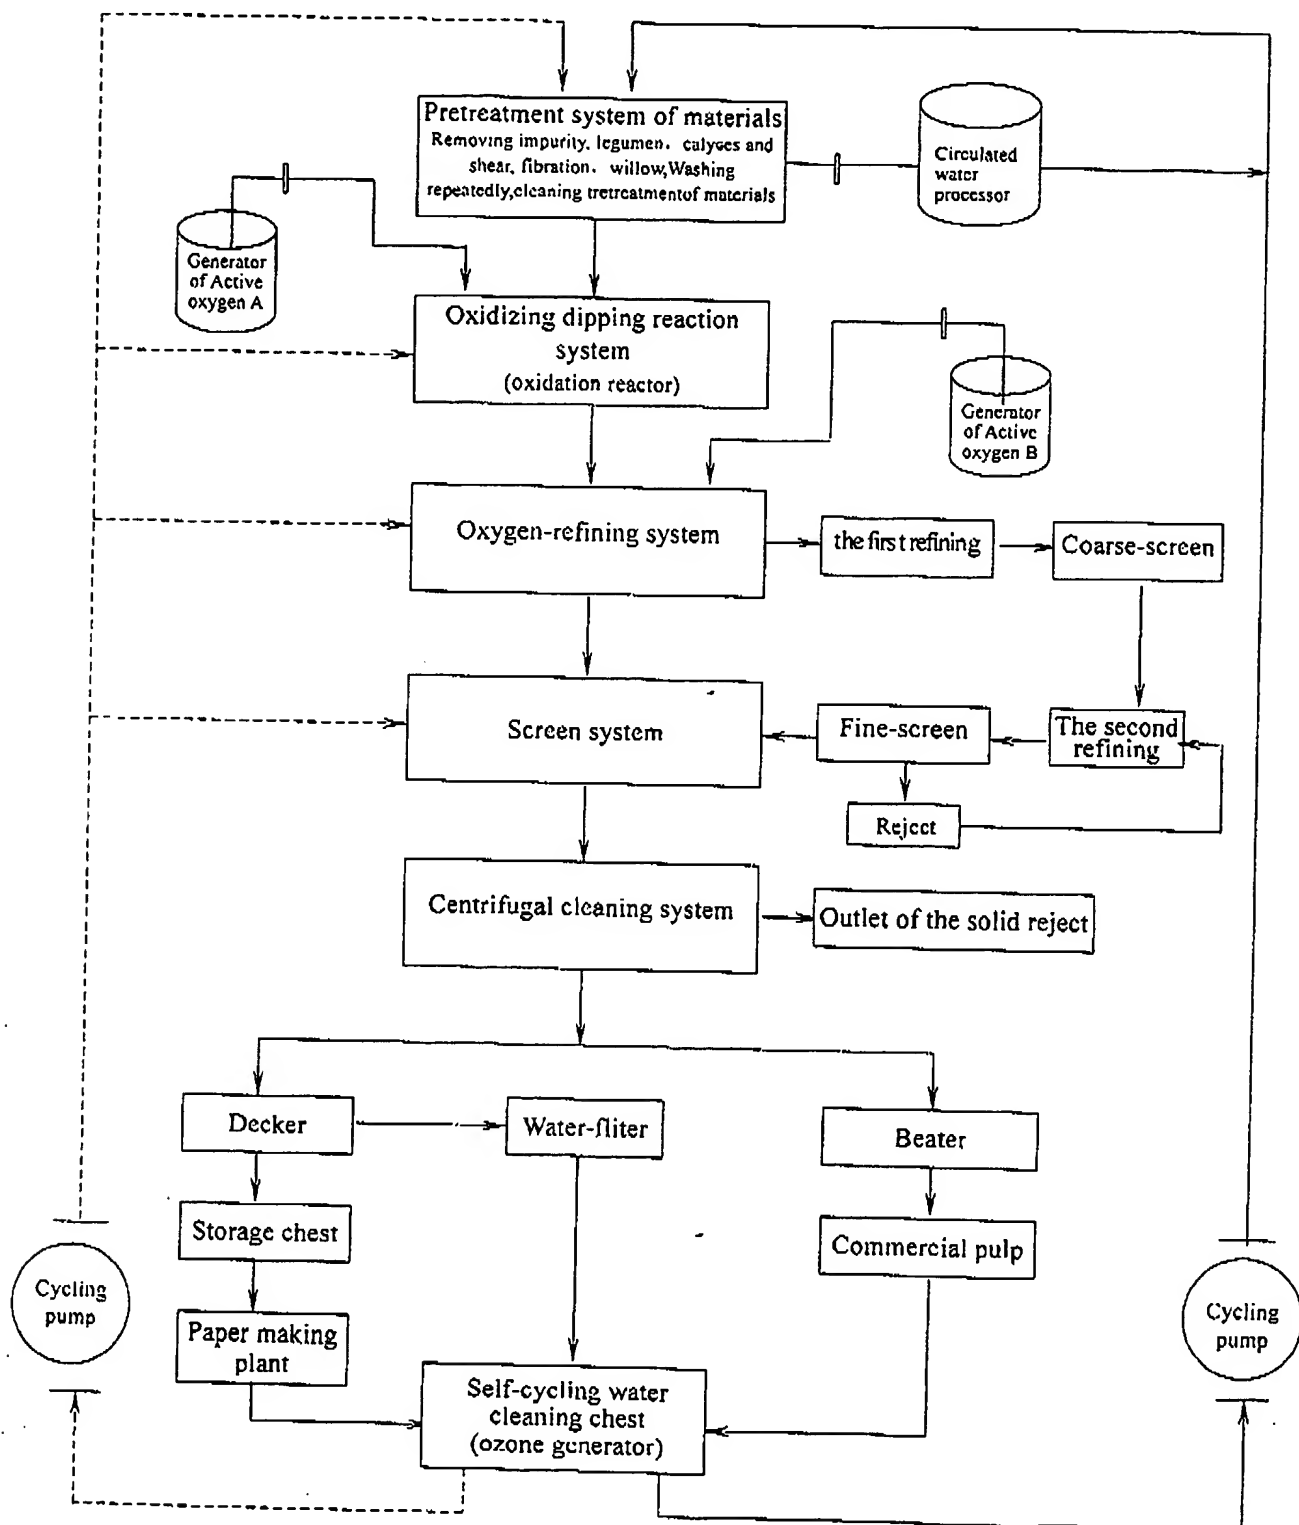 Pretreatment system of materials
Removing impurity, legumen, calyces and
shear, fibration. willow,Washing
repeatedly,cleaning tretreatmentof materials
Circulated
water
processor
Generator
of Active
oxygen A
Oxidizing dipping reaction
system
(oxidation reactor)
Generator
of Active
oxygen B
Oxygen-refining system
the first refining
Coarse-screen
Screen system
Fine-screen
The second
refining
Reject
Centrifugal cleaning system
Outlet of the solid reject
Decker
Water-fliter
Beater
Storage chest
Commercial pulp
Cycling
pump
Cycling
pump
Paper making
plant
Self-cycling water
cleaning chest
(ozone generator)